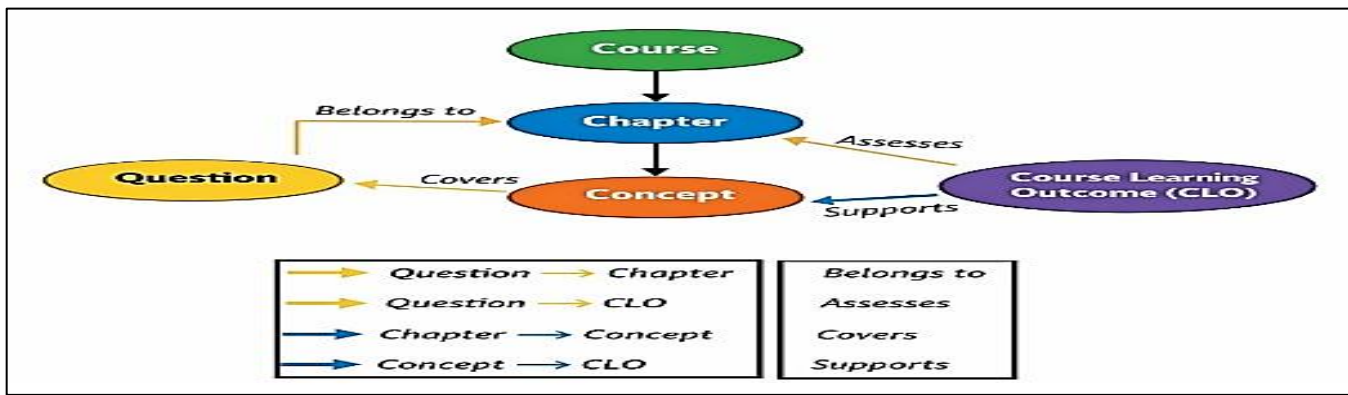 Course
Belongs to
Chapter
Assesses
Question
Covers
Concept
Course Learning
Outcome (CLO)
Supports
Question → Chapter
Question → CLO
Chapter → Concept
Concept → CLO
Belongs to
Assesses
Covers
Supports